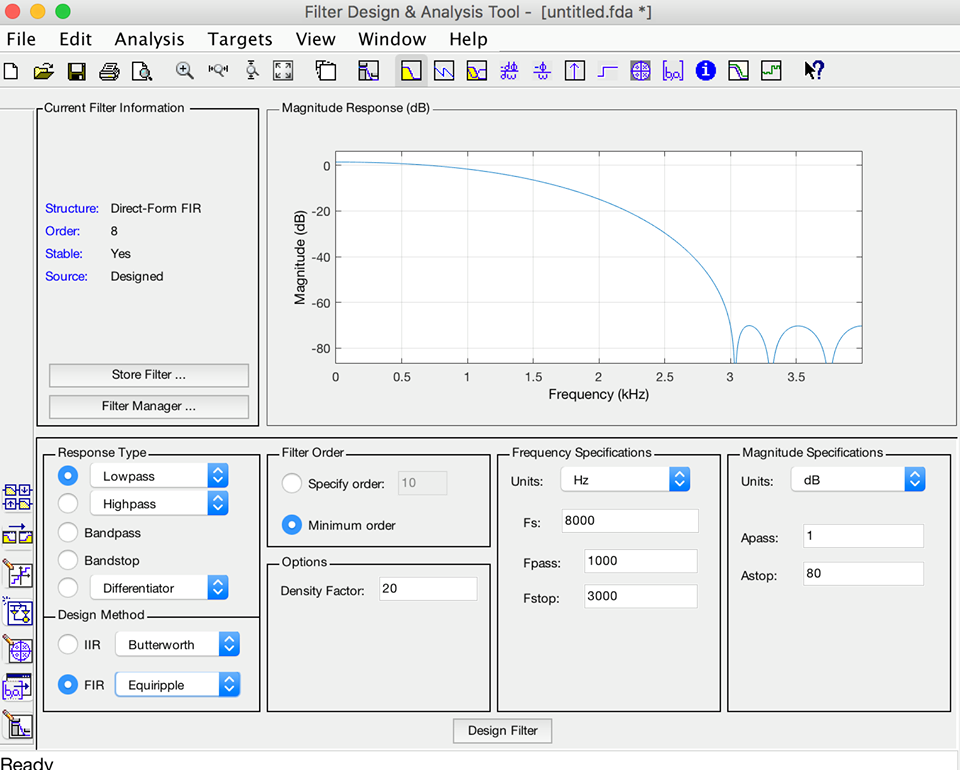 Filter Design & Analysis Tool - [untitled.fda *]
File Edit Analysis Targets View Window Help
Current Filter Information
Structure: Direct-Form FIR
Order: 8
Stable: Yes
Source: Designed
Store Filter ...
Filter Manager ...
Magnitude Response (dB)
Magnitude (dB)
0
-20
-40
-60
-80
0 0.5 1 1.5 2 2.5 3 3.5
Frequency (kHz)
Response Type
Lowpass
Highpass
Bandpass
Bandstop
Differentiator
Design Method
IIR Butterworth
FIR Equiripple
Filter Order
Specify order: 10
Minimum order
Options
Density Factor: 20
Frequency Specifications
Units: Hz
Fs: 8000
Fpass: 1000
Fstop: 3000
Magnitude Specifications
Units: dB
Apass: 1
Astop: 80
Design Filter
Ready